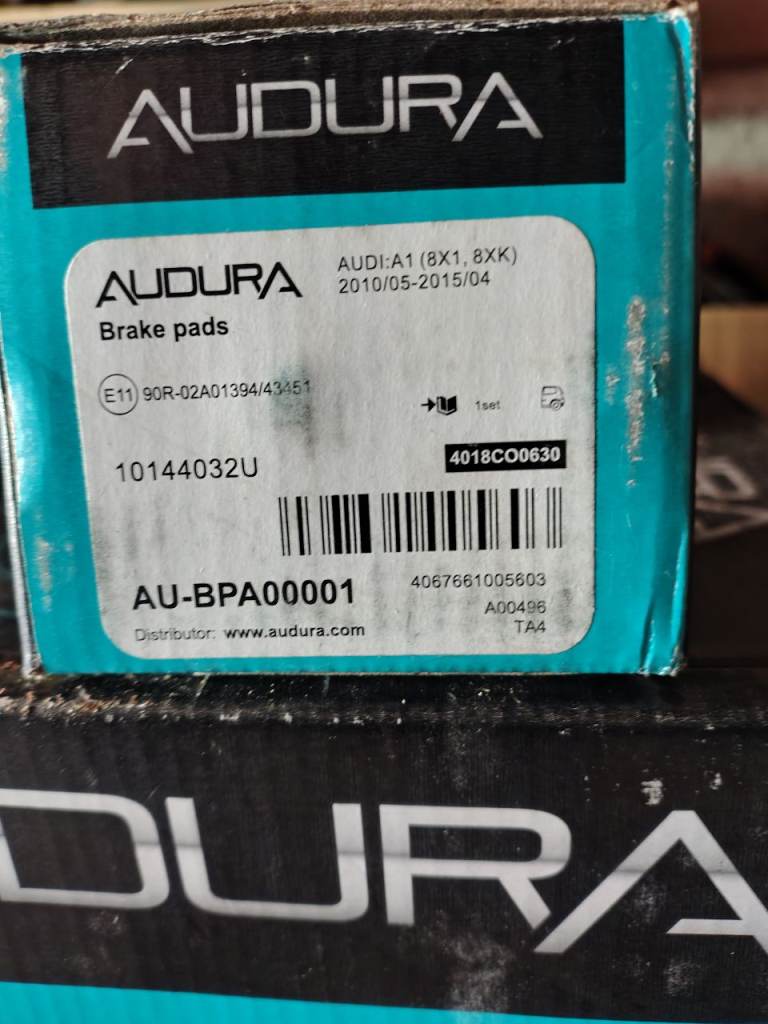 AUDURA
AUDURA
AUDI:A1 (8X1, 8XK)
2010/05-2015/04
Brake pads
E11 90R-02A01394/43451
1set
10144032U
4018CO0630
AU-BPA00001
4067661005603
A00496
TA4
Distributor: www.audura.com
DURA